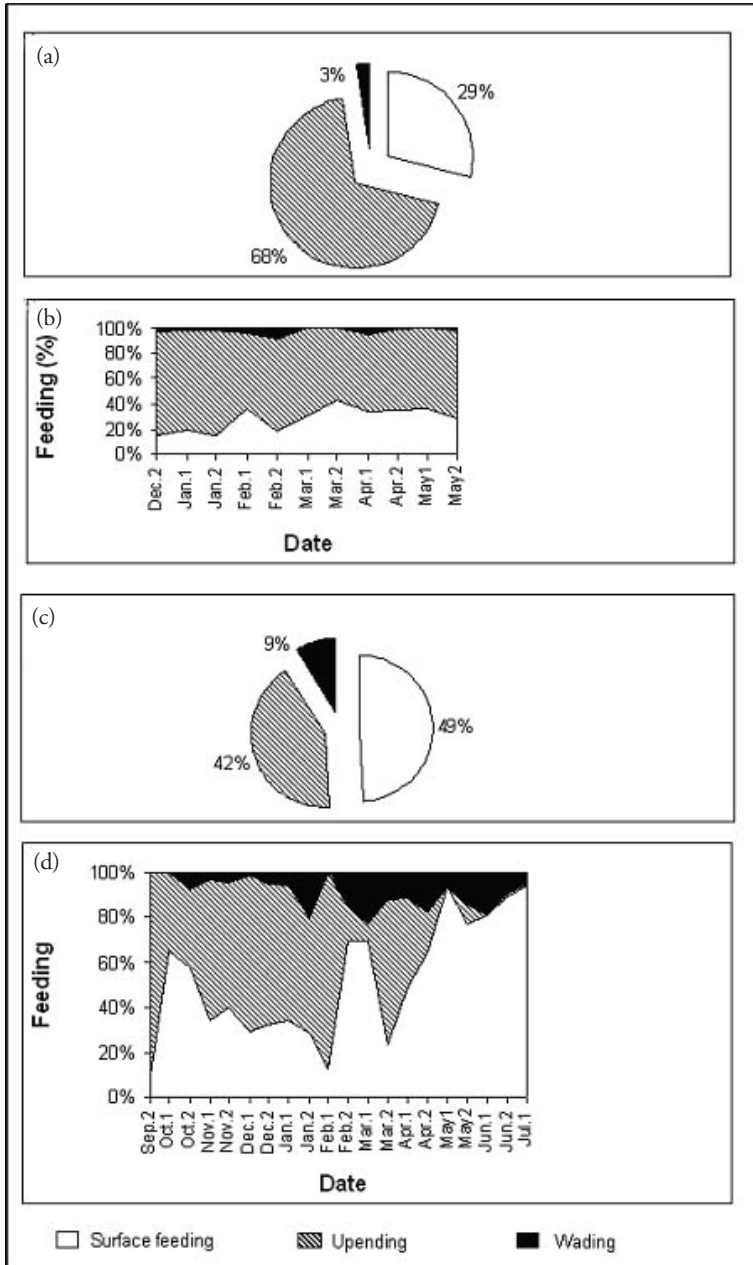 (a)
3%
29%
68%
(b)
Feeding (%)
100%
80%
60%
40%
20%
0%
Dec.2
Jan.1
Jan.2
Feb.1
Feb.2
Mar.1
Mar.2
Apr.1
Apr.2
May1
May2
Date
(c)
9%
49%
42%
(d)
Feeding
100%
80%
60%
40%
20%
0%
Sep.2
Oct.1
Oct.2
Nov.1
Nov.2
Dec.1
Dec.2
Jan.1
Jan.2
Feb.1
Feb.2
Mar.1
Mar.2
Apr.1
Apr.2
May1
May2
Jun.1
Jun.2
Jul.1
Date
Surface feeding Upending Wading